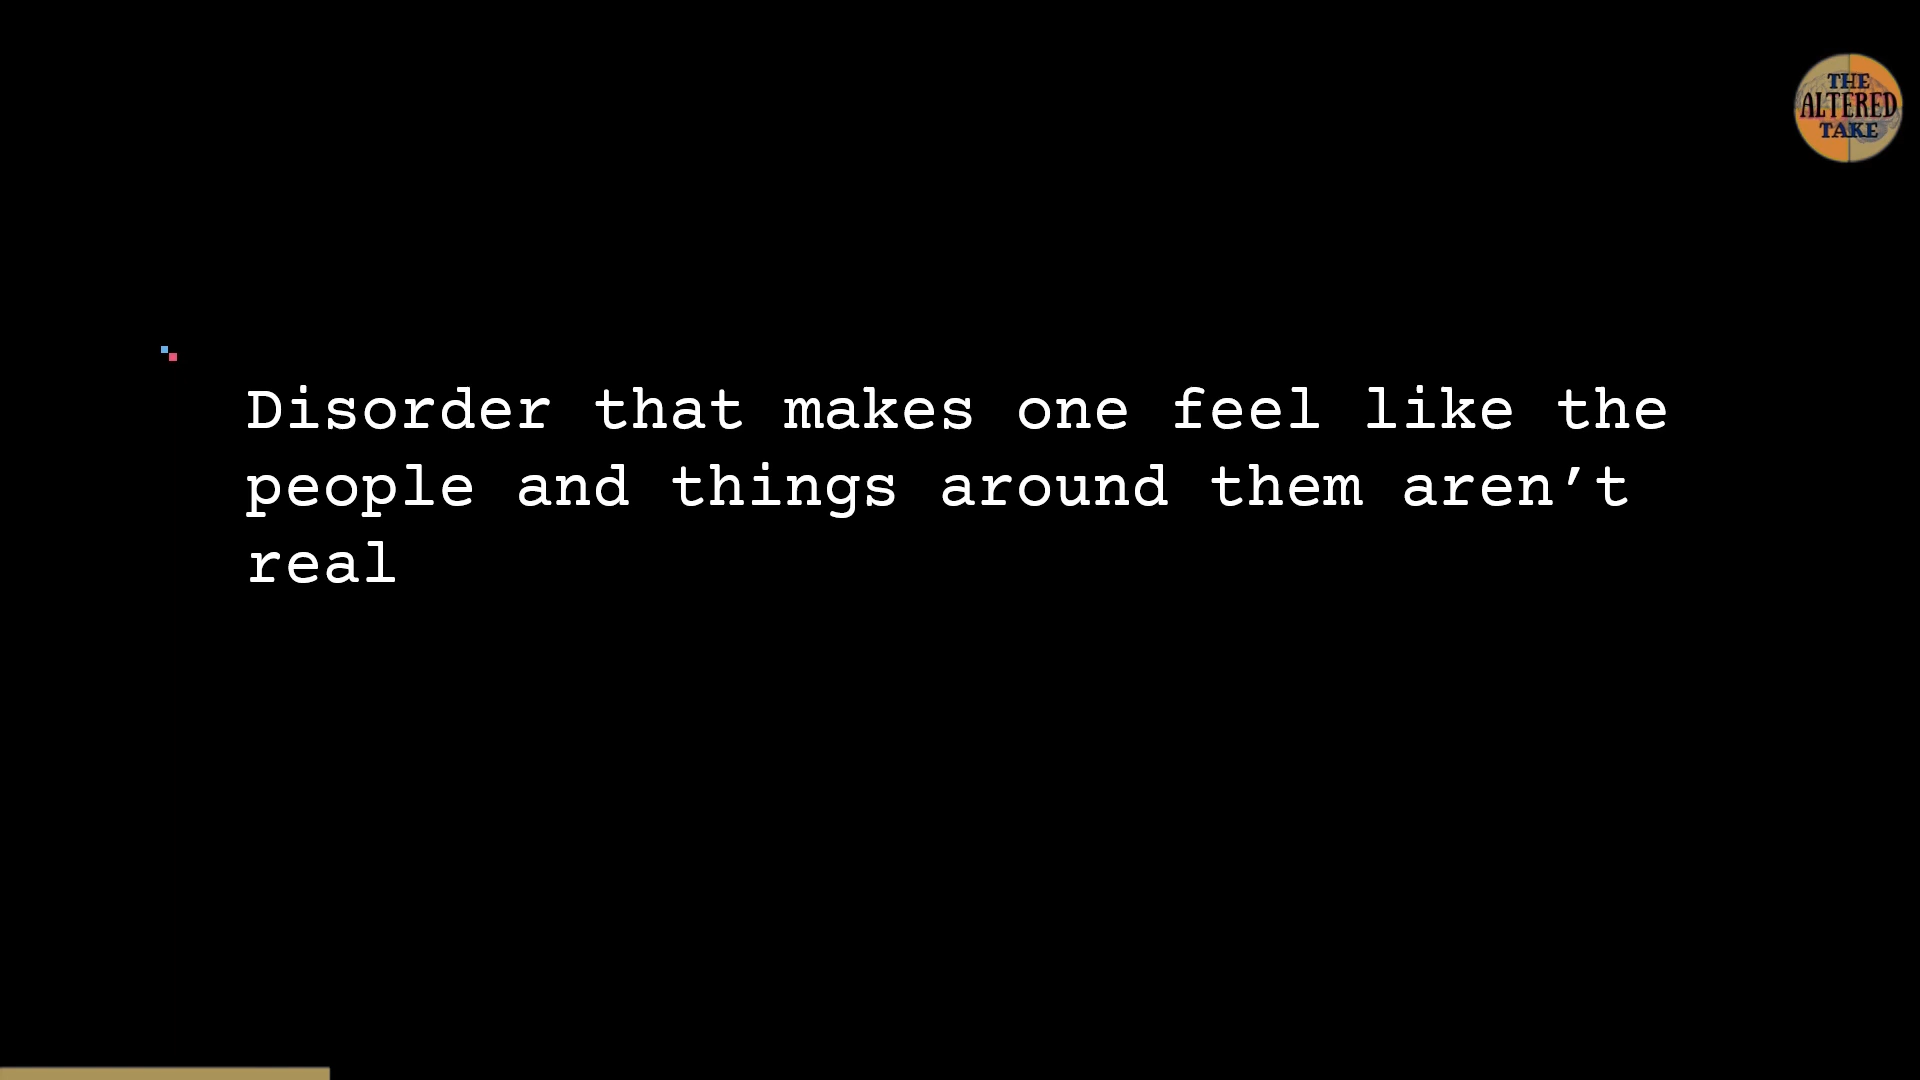 THE
ALTERED
TAKE
Disorder that makes one feel like the
people and things around them aren’t
real